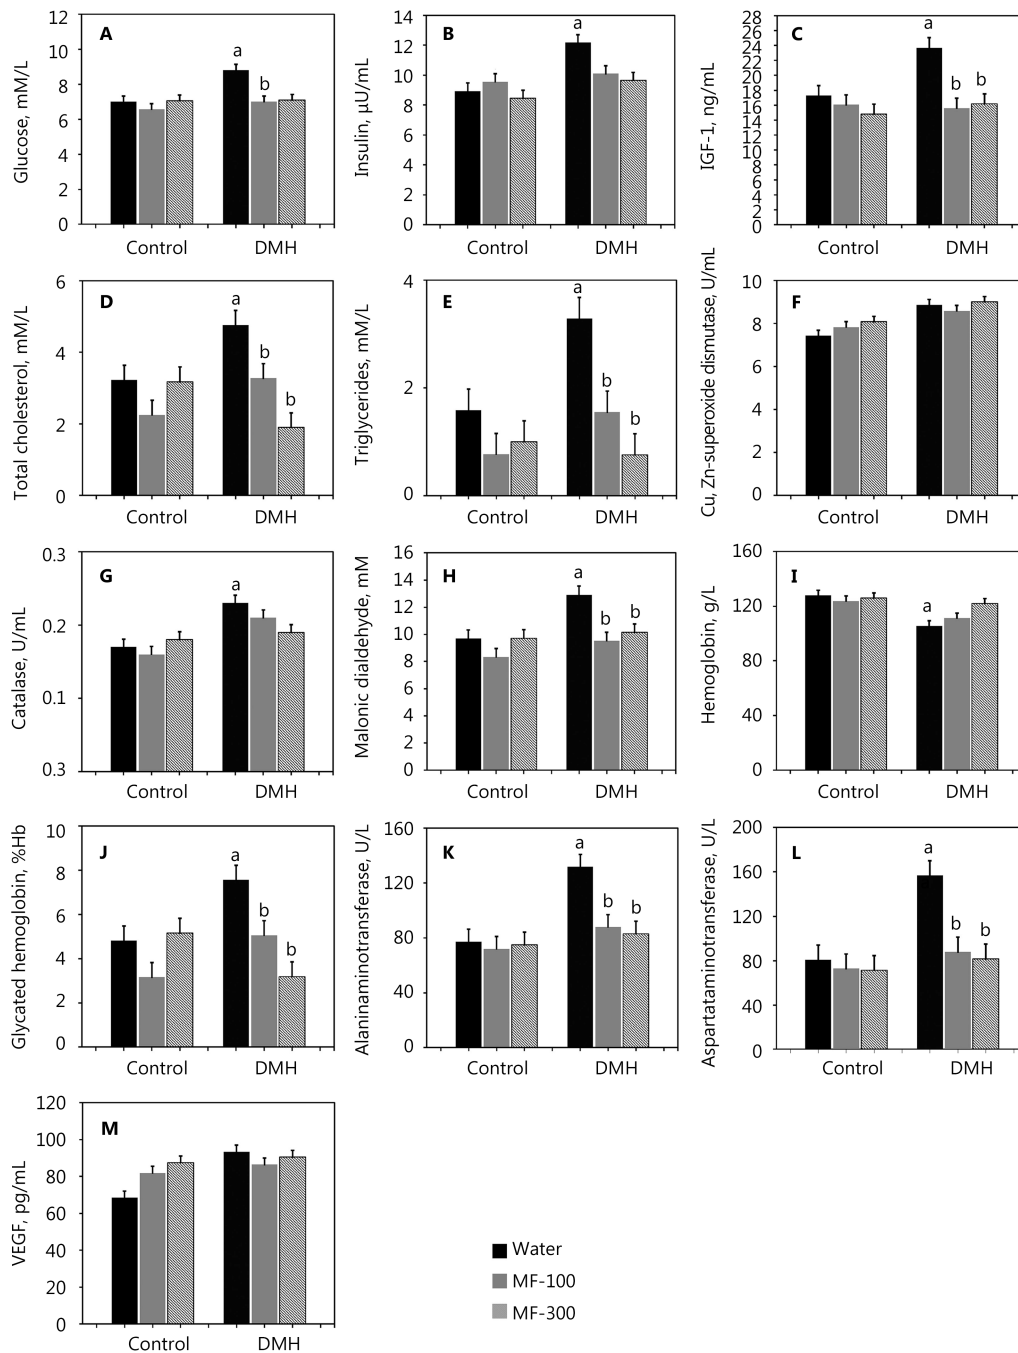 A
Glucose, mM/L
12
10
8
6
4
2
0
a
b
Control
DMH
B
Insulin, µU/mL
14
12
10
8
6
4
2
0
a
Control
DMH
C
IGF-1, ng/mL
28
26
24
22
20
18
16
14
12
10
8
6
4
2
0
a
b
b
Control
DMH
D
Total cholesterol, mM/L
6
4
2
0
a
b
b
Control
DMH
E
Triglycerides, mM/L
4
2
0
a
b
b
Control
DMH
F
Cu, Zn-superoxide dismutase, U/mL
10
8
6
4
2
0
Control
DMH
G
Catalase, U/mL
0.3
0.2
0.1
0.3
a
Control
DMH
H
Malonic dialdehyde, mM
16
14
12
10
8
6
4
2
0
a
b
b
Control
DMH
I
Hemoglobin, g/L
160
120
80
40
0
a
Control
DMH
J
Glycated hemoglobin, %Hb
10
8
6
4
2
0
a
b
b
Control
DMH
K
Alaninaminotransferase, U/L
160
120
80
40
0
a
b
b
Control
DMH
L
Aspartataminotransferase, U/L
200
160
120
80
40
0
a
b
b
Control
DMH
M
VEGF, pg/mL
120
100
80
60
40
20
0
Control
DMH
Water
MF-100
MF-300